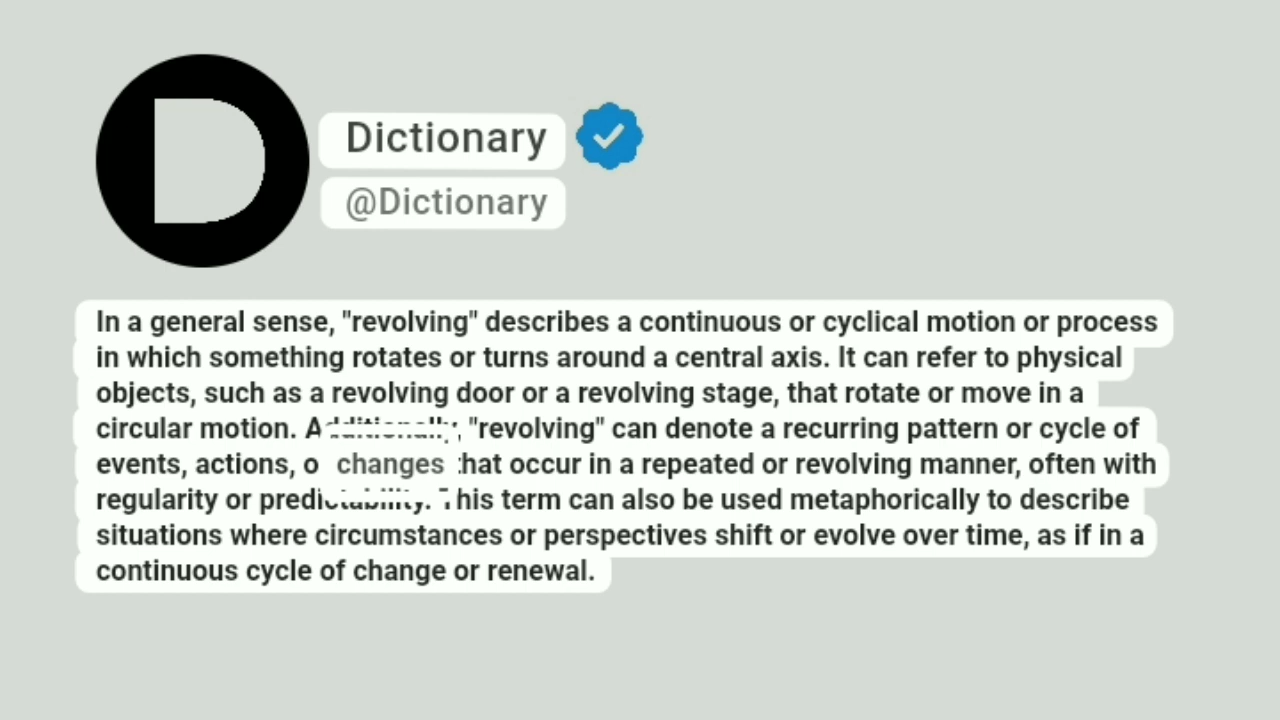 D
Dictionary
@Dictionary
In a general sense, "revolving" describes a continuous or cyclical motion or process
in which something rotates or turns around a central axis. It can refer to physical
objects, such as a revolving door or a revolving stage, that rotate or move in a
circular motion. Additionally, "revolving" can denote a recurring pattern or cycle of
events, actions, o changes that occur in a repeated or revolving manner, often with
regularity or predictability. This term can also be used metaphorically to describe
situations where circumstances or perspectives shift or evolve over time, as if in a
continuous cycle of change or renewal.